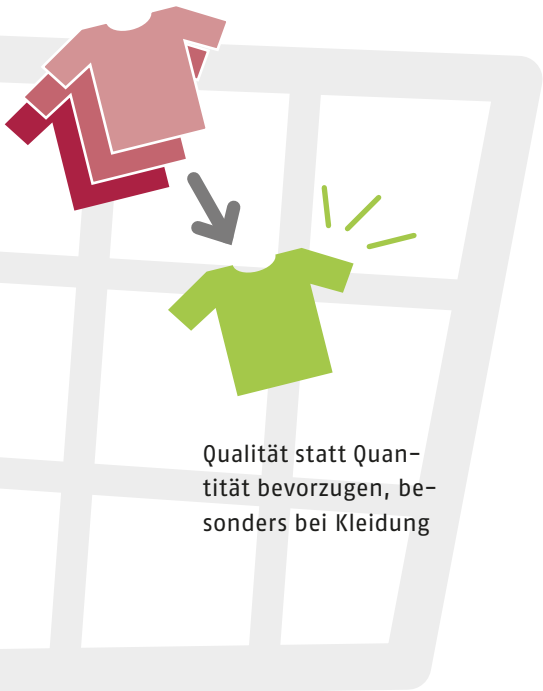 Qualität statt Quan-
tität bevorzugen, be-
sonders bei Kleidung